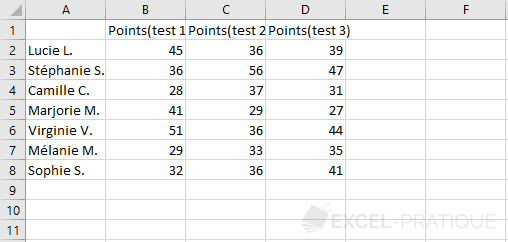 A B C D E F
1 Points(test 1 Points(test 2 Points(test 3)
2 Lucie L. 45 36 39
3 Stéphanie S. 36 56 47
4 Camille C. 28 37 31
5 Marjorie M. 41 29 27
6 Virginie V. 51 36 44
7 Mélanie M. 29 33 35
8 Sophie S. 32 36 41
9
10
11
EXCEL-PRATIQUE